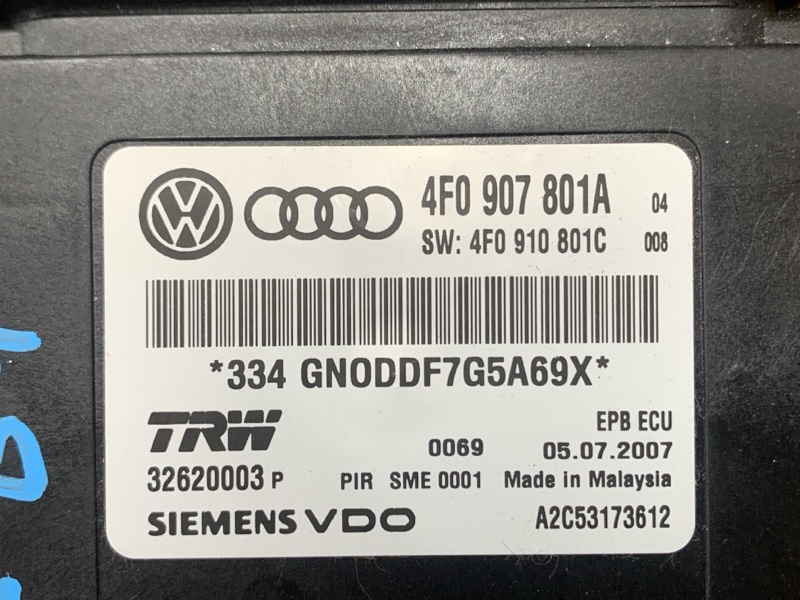 4F0 907 801A 04
SW: 4F0 910 801C 008
*334 GNODDF7G5A69X*
TRW EPB ECU
0069 05.07.2007
32620003 P PIR SME 0001 Made in Malaysia
SIEMENS VDO A2C53173612